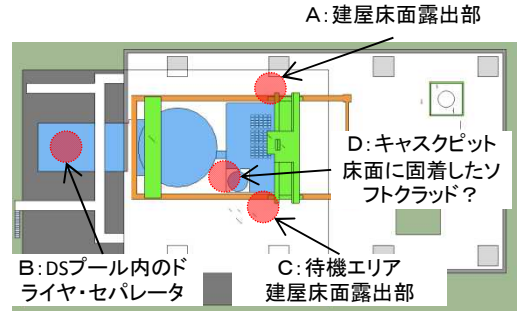 A：建屋床面露出部
D：キャスクピット
床面に固着したソ
フトクラッド？
B：DSプール内のド
ライヤ・セパレータ
C：待機エリア
建屋床面露出部